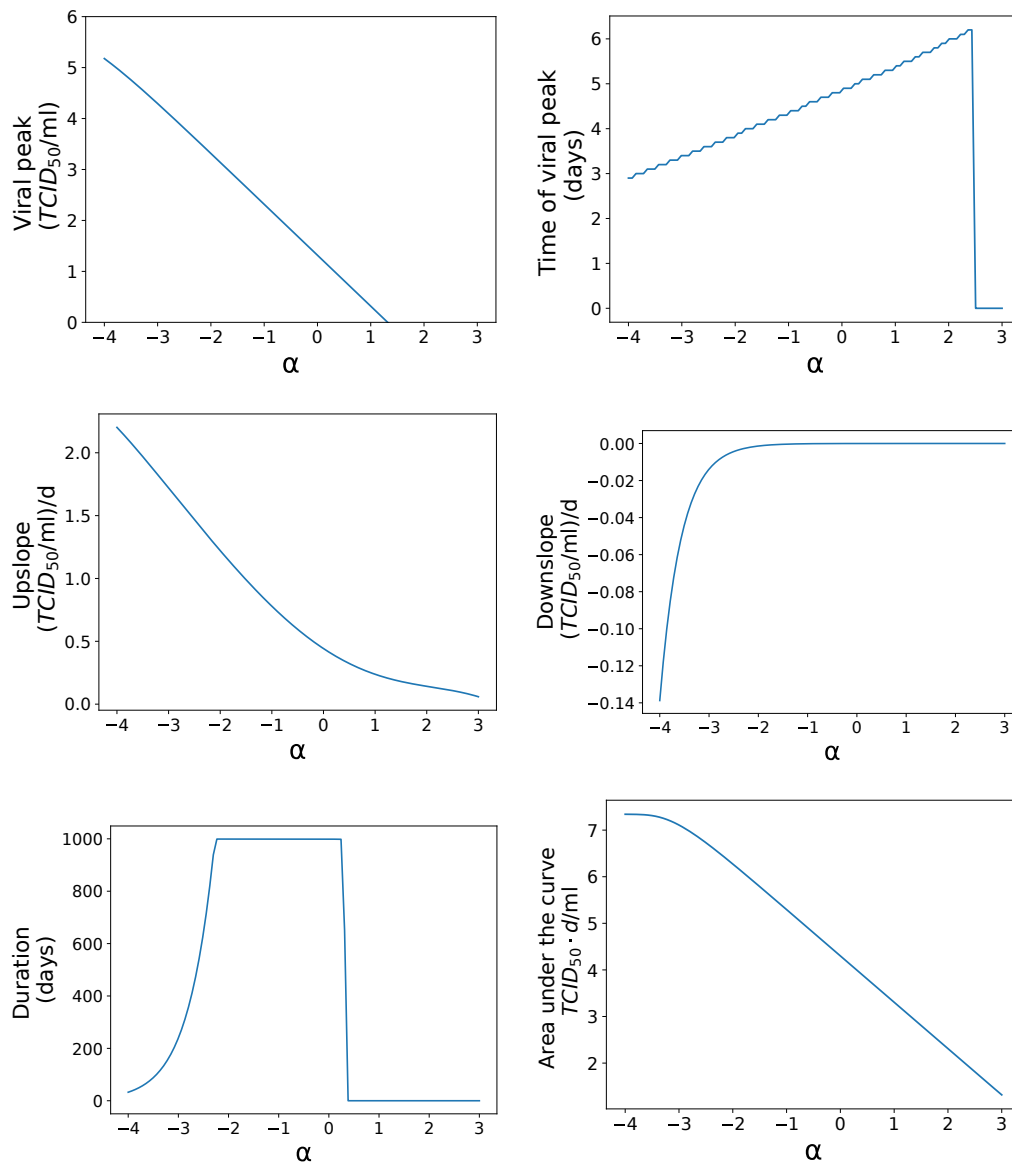 Viral peak
(TCID50/ml)
6
5
4
3
2
1
0
−4 −3 −2 −1 0 1 2 3
α
Time of viral peak
(days)
6
5
4
3
2
1
0
−4 −3 −2 −1 0 1 2 3
α
Upslope
(TCID50/ml)/d
2.0
1.5
1.0
0.5
0.0
−4 −3 −2 −1 0 1 2 3
α
Downslope
(TCID50/ml)/d
0.00
−0.02
−0.04
−0.06
−0.08
−0.10
−0.12
−0.14
−4 −3 −2 −1 0 1 2 3
α
Duration
(days)
1000
800
600
400
200
0
−4 −3 −2 −1 0 1 2 3
α
Area under the curve
TCID50 · d/ml
7
6
5
4
3
2
−4 −3 −2 −1 0 1 2 3
α